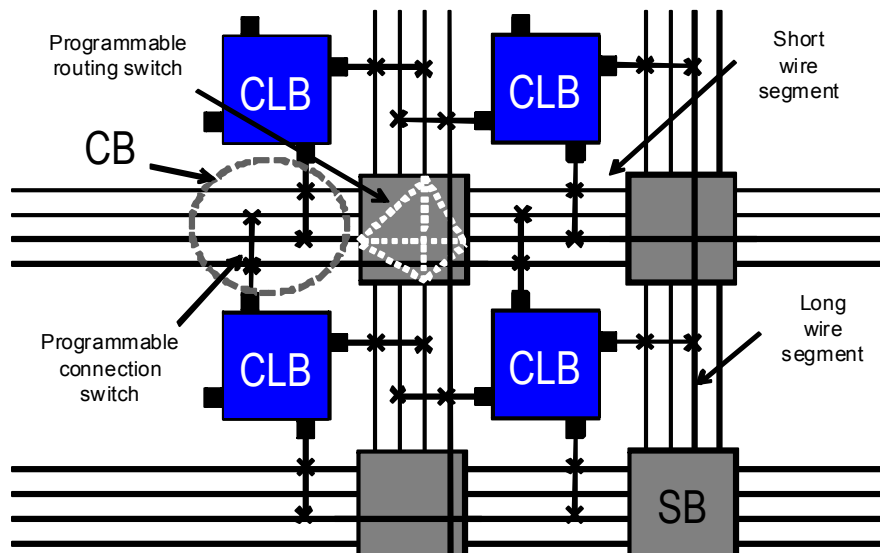 Programmable
routing switch
CLB
CLB
Short
wire
segment
CB
Programmable
connection
switch
CLB
CLB
Long
wire
segment
SB